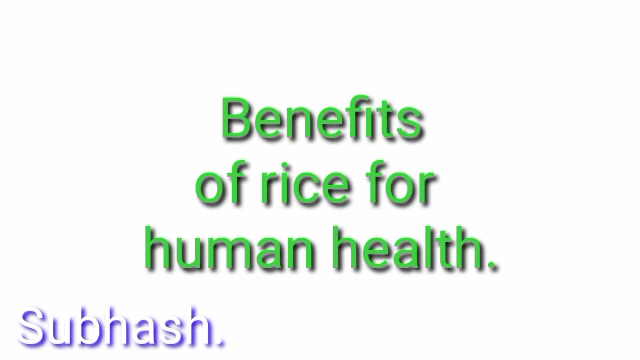 Benefits
of rice for
human health.
Subhash.